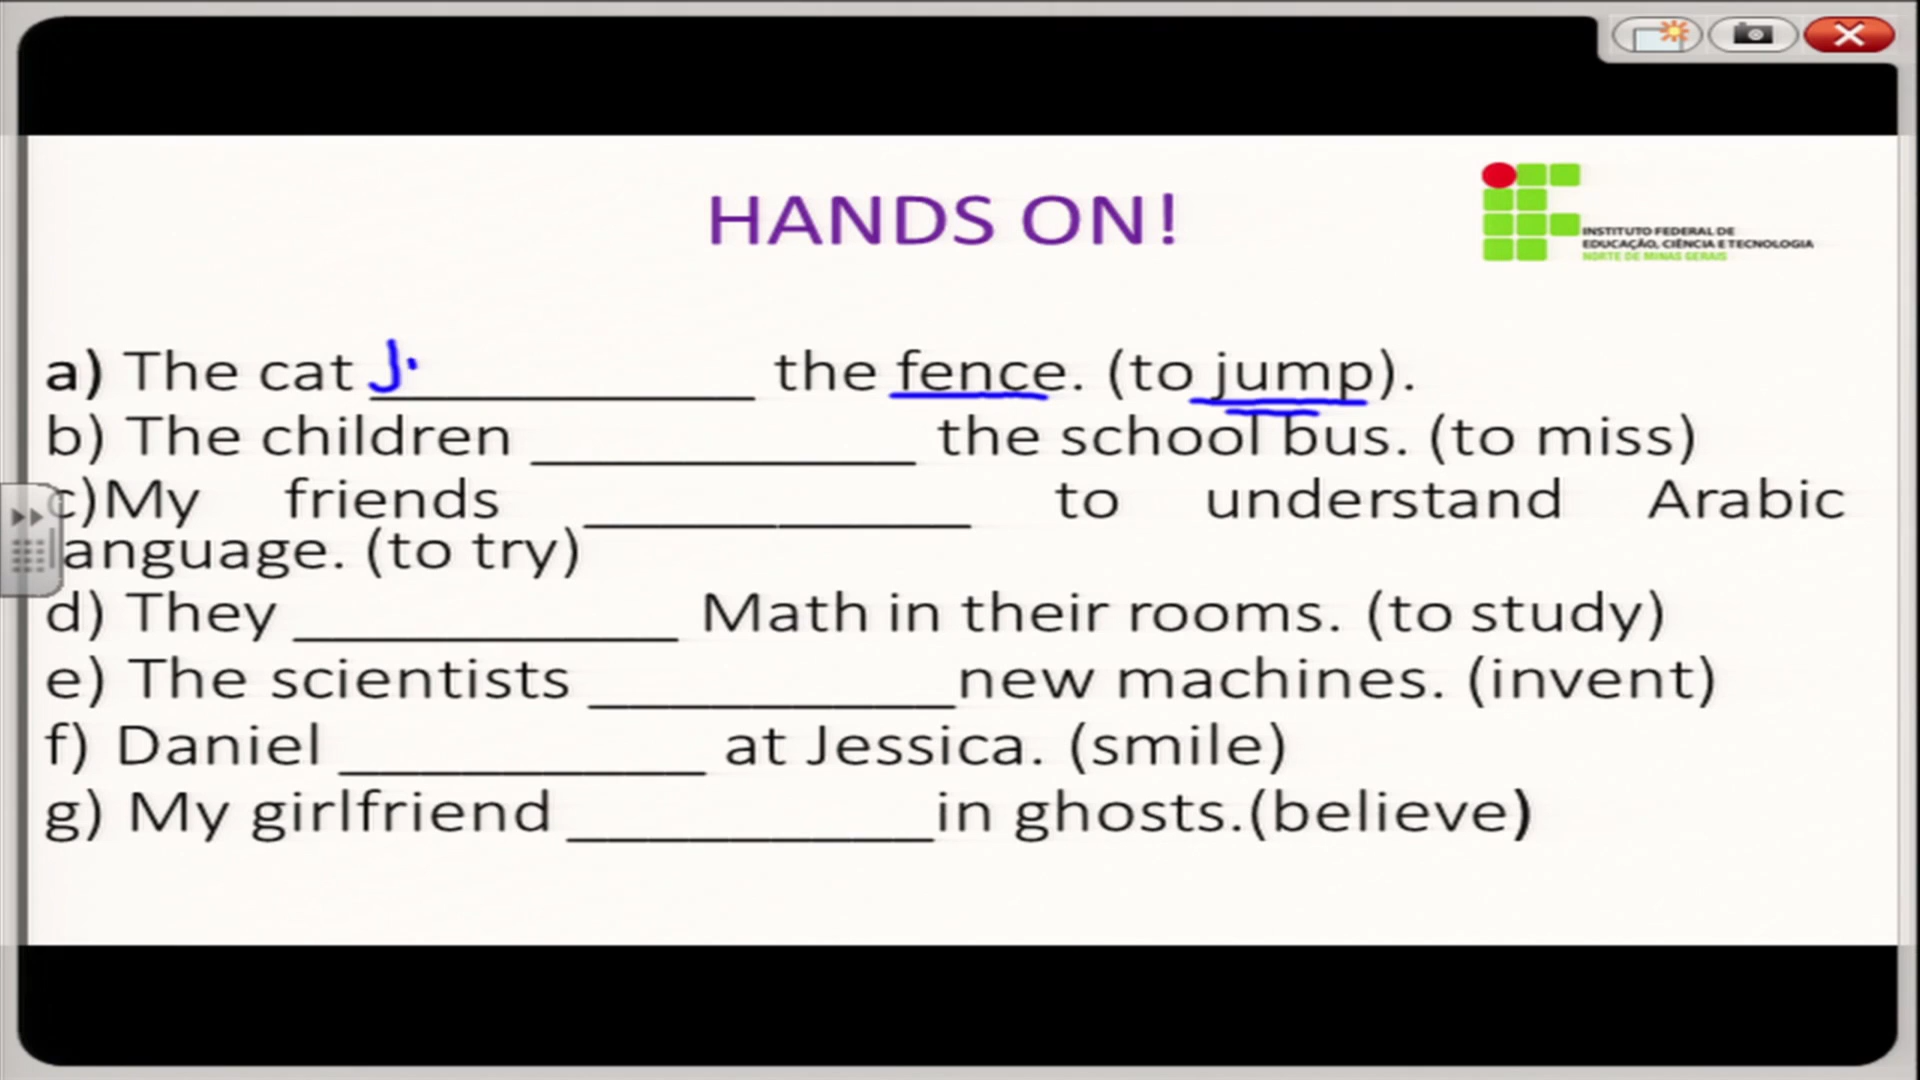 HANDS ON!
INSTITUTO FEDERAL DE
EDUCAÇÃO, CIÊNCIA E TECNOLOGIA
NORTE DE MINAS GERAIS
a) The cat J____________ the fence. (to jump).
b) The children ____________ the school bus. (to miss)
c)My friends ____________ to understand Arabic
anguage. (to try)
d) They ____________ Math in their rooms. (to study)
e) The scientists ____________new machines. (invent)
f) Daniel ____________ at Jessica. (smile)
g) My girlfriend ____________in ghosts.(believe)